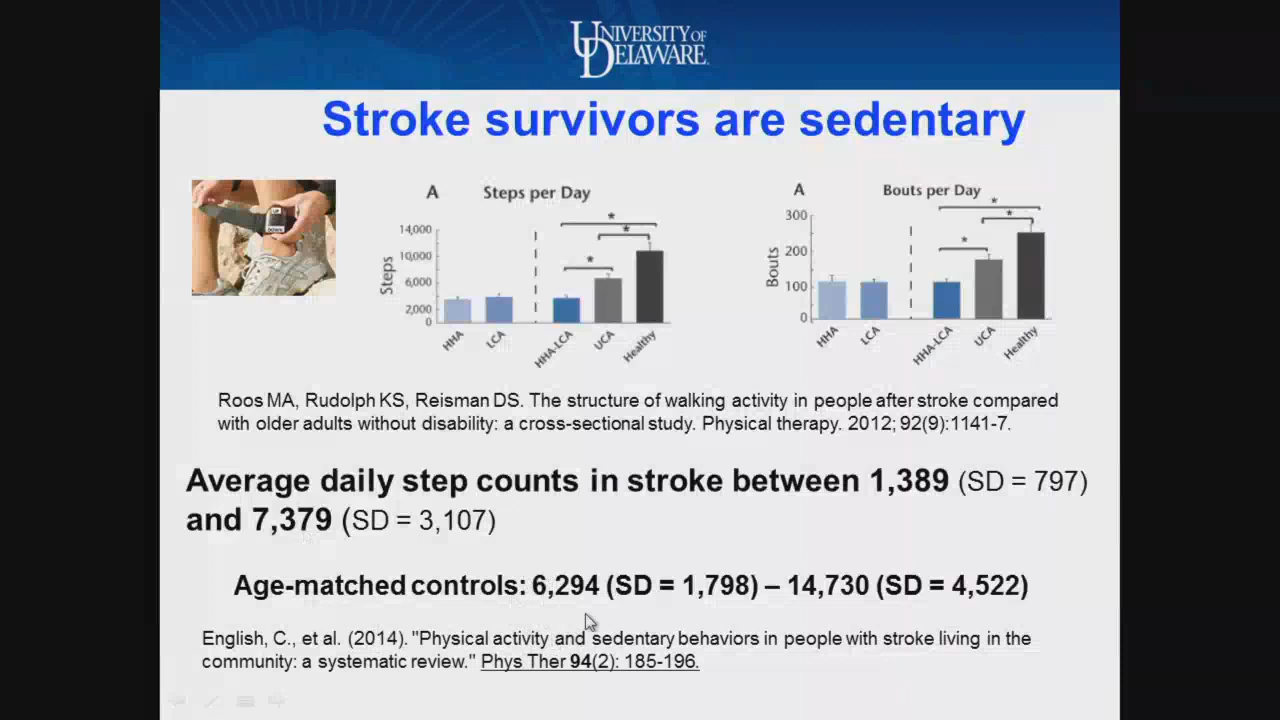 UNIVERSITY OF
DELAWARE
Stroke survivors are sedentary
A Steps per Day
14,000
10,000
6,000
2,000
0
Steps
* * *
HHA LCA HHA-LCA UCA Healthy
A Bouts per Day
300
200
100
0
Bouts
* * *
HHA LCA HHA-LCA UCA Healthy
Roos MA, Rudolph KS, Reisman DS. The structure of walking activity in people after stroke compared
with older adults without disability: a cross-sectional study. Physical therapy. 2012; 92(9):1141-7.
Average daily step counts in stroke between 1,389 (SD = 797)
and 7,379 (SD = 3,107)
Age-matched controls: 6,294 (SD = 1,798) – 14,730 (SD = 4,522)
English, C., et al. (2014). "Physical activity and sedentary behaviors in people with stroke living in the
community: a systematic review." Phys Ther 94(2): 185-196.